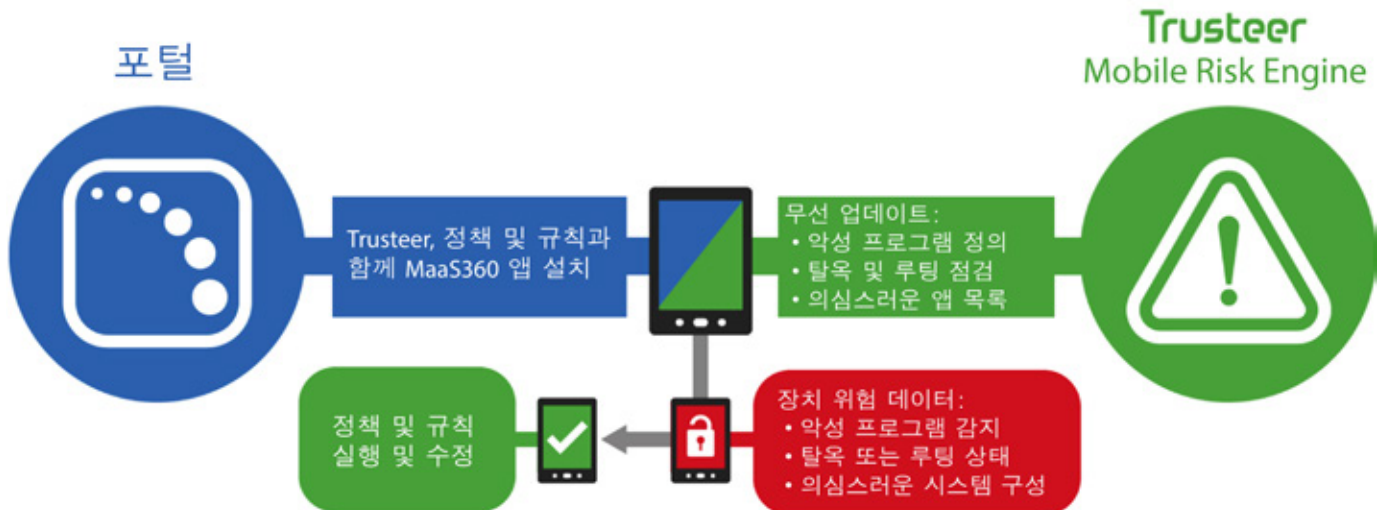 포털
Trusteer
Mobile Risk Engine
Trusteer, 정책 및 규칙과
함께 MaaS360 앱 설치
무선 업데이트:
• 악성 프로그램 정의
• 탈옥 및 루팅 점검
• 의심스러운 앱 목록
정책 및 규칙
실행 및 수정
장치 위험 데이터:
• 악성 프로그램 감지
• 탈옥 또는 루팅 상태
• 의심스러운 시스템 구성